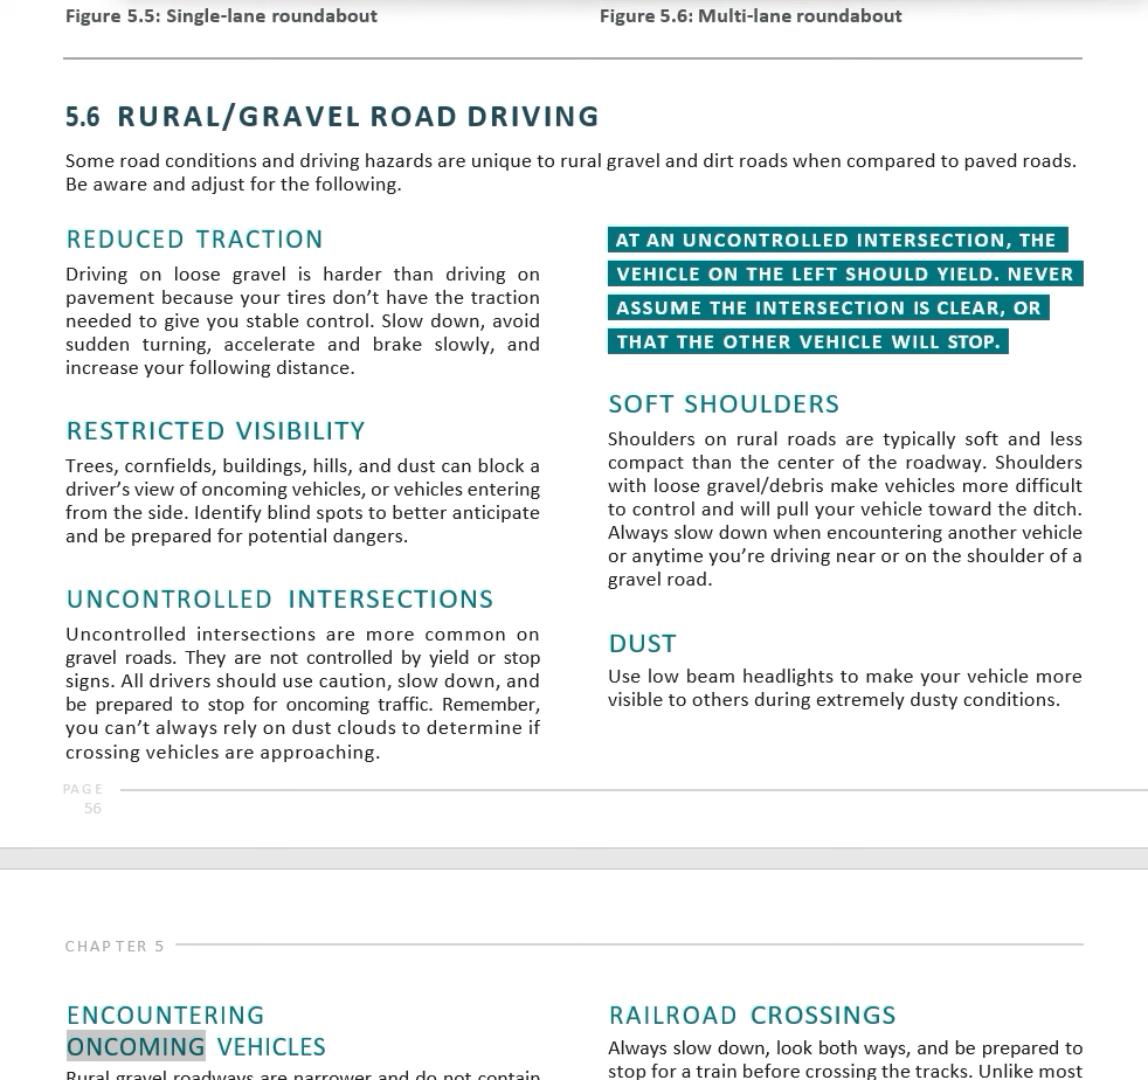 Figure 5.5: Single-lane roundabout
Figure 5.6: Multi-lane roundabout
5.6 RURAL/GRAVEL ROAD DRIVING
Some road conditions and driving hazards are unique to rural gravel and dirt roads when compared to paved roads.
Be aware and adjust for the following.
REDUCED TRACTION
Driving on loose gravel is harder than driving on
pavement because your tires don’t have the traction
needed to give you stable control. Slow down, avoid
sudden turning, accelerate and brake slowly, and
increase your following distance.
RESTRICTED VISIBILITY
Trees, cornfields, buildings, hills, and dust can block a
driver’s view of oncoming vehicles, or vehicles entering
from the side. Identify blind spots to better anticipate
and be prepared for potential dangers.
UNCONTROLLED INTERSECTIONS
Uncontrolled intersections are more common on
gravel roads. They are not controlled by yield or stop
signs. All drivers should use caution, slow down, and
be prepared to stop for oncoming traffic. Remember,
you can’t always rely on dust clouds to determine if
crossing vehicles are approaching.
AT AN UNCONTROLLED INTERSECTION, THE
VEHICLE ON THE LEFT SHOULD YIELD. NEVER
ASSUME THE INTERSECTION IS CLEAR, OR
THAT THE OTHER VEHICLE WILL STOP.
SOFT SHOULDERS
Shoulders on rural roads are typically soft and less
compact than the center of the roadway. Shoulders
with loose gravel/debris make vehicles more difficult
to control and will pull your vehicle toward the ditch.
Always slow down when encountering another vehicle
or anytime you’re driving near or on the shoulder of a
gravel road.
DUST
Use low beam headlights to make your vehicle more
visible to others during extremely dusty conditions.
PAGE
56
CHAPTER 5
ENCOUNTERING
ONCOMING VEHICLES
Rural gravel roadways are narrower and do not contain
RAILROAD CROSSINGS
Always slow down, look both ways, and be prepared to
stop for a train before crossing the tracks. Unlike most